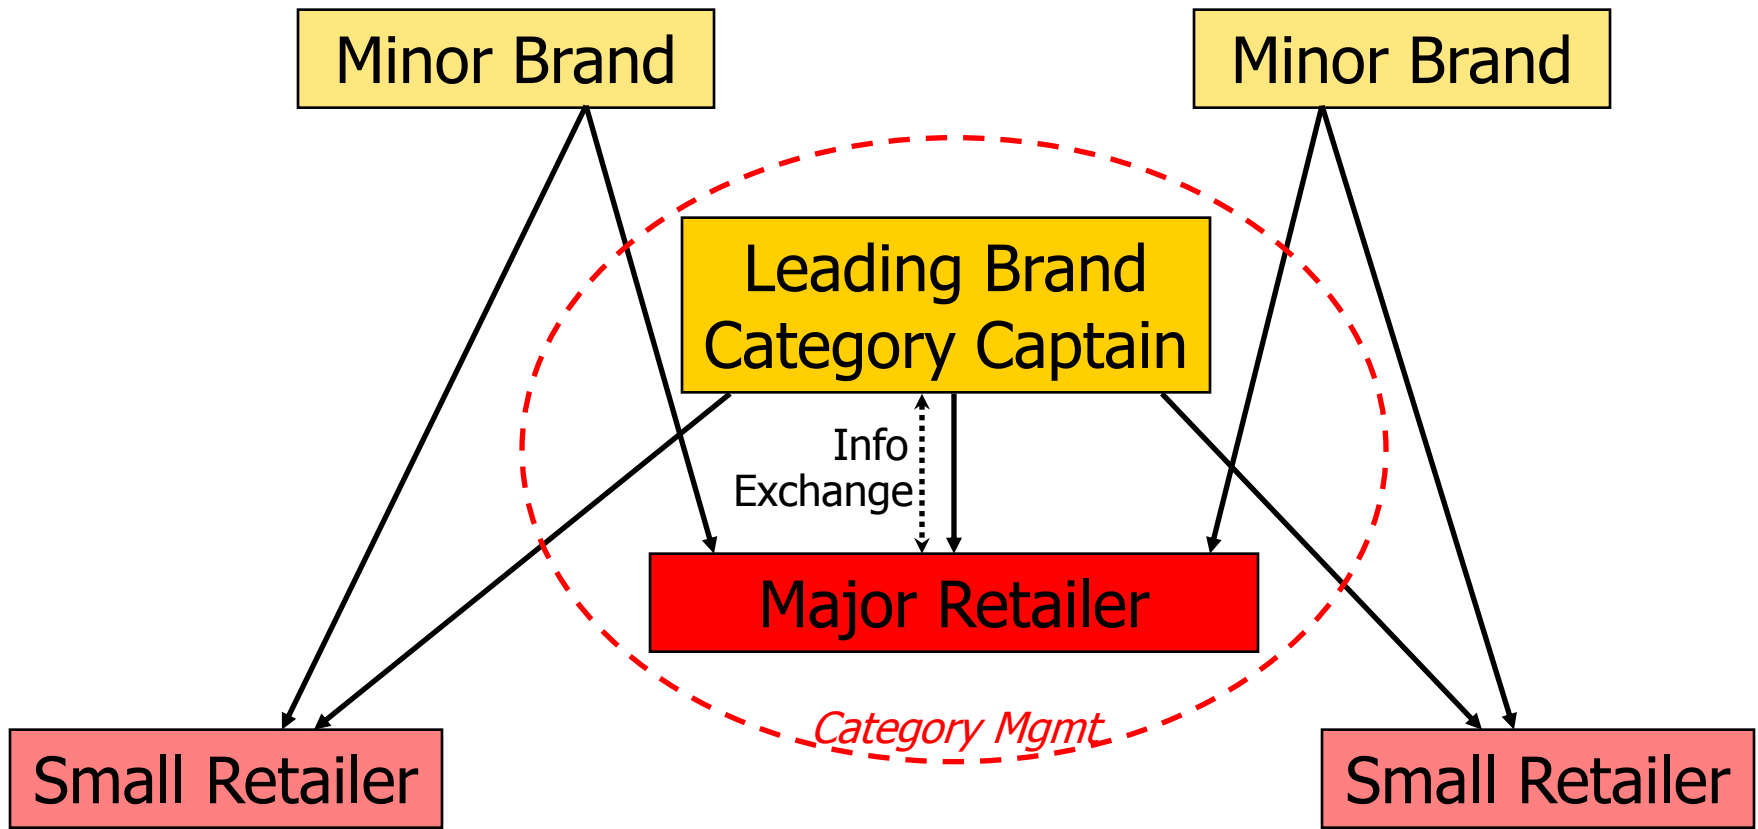 Minor Brand
Minor Brand
Leading Brand
Category Captain
Info
Exchange
Major Retailer
Category Mgmt
Small Retailer
Small Retailer